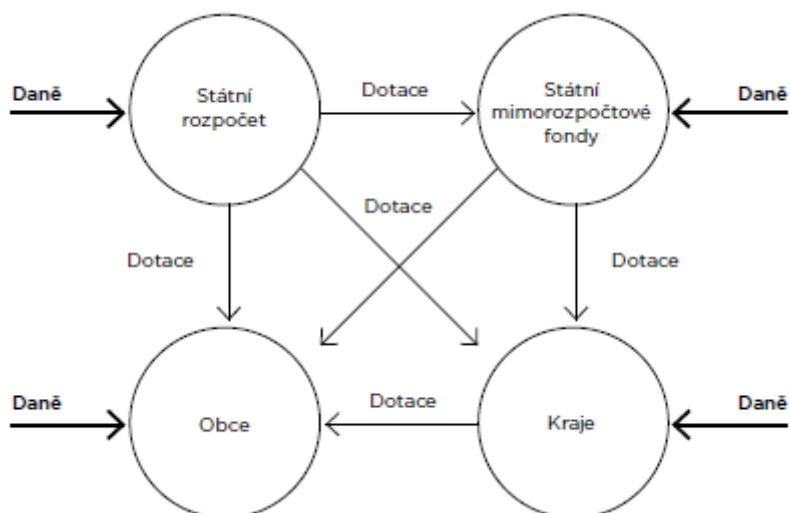 Daně
Státní
rozpočet
Dotace
Státní
mimorozpočtové
fondy
Daně
Dotace
Dotace
Dotace
Daně
Obce
Dotace
Kraje
Daně